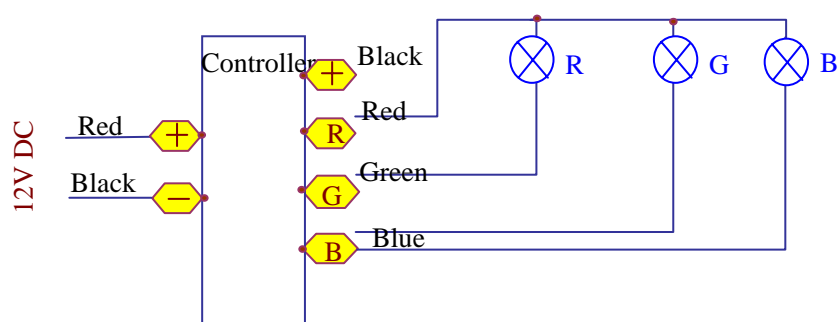 Controller
+
Black
R
G
B
Red
R
Red
+
12V DC
Black
−
Green
G
Blue
B